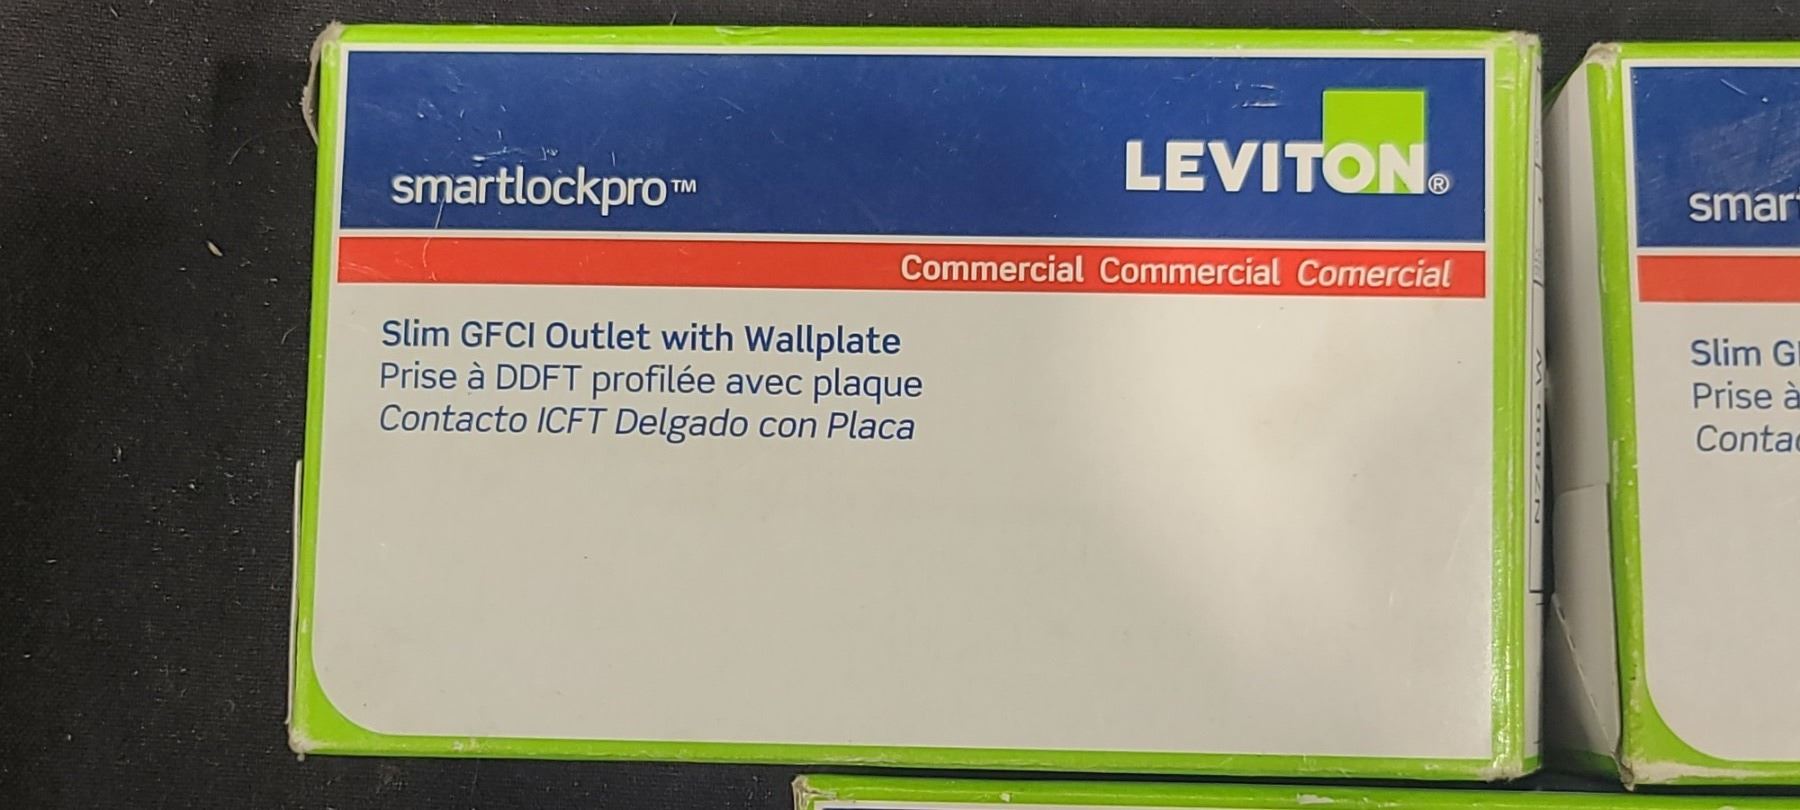 smartlockpro™
LEVITON®
Commercial Commercial Comercial
Slim GFCI Outlet with Wallplate
Prise à DDFT profilée avec plaque
Contacto ICFT Delgado con Placa
smar
Slim G
Prise à
Conta